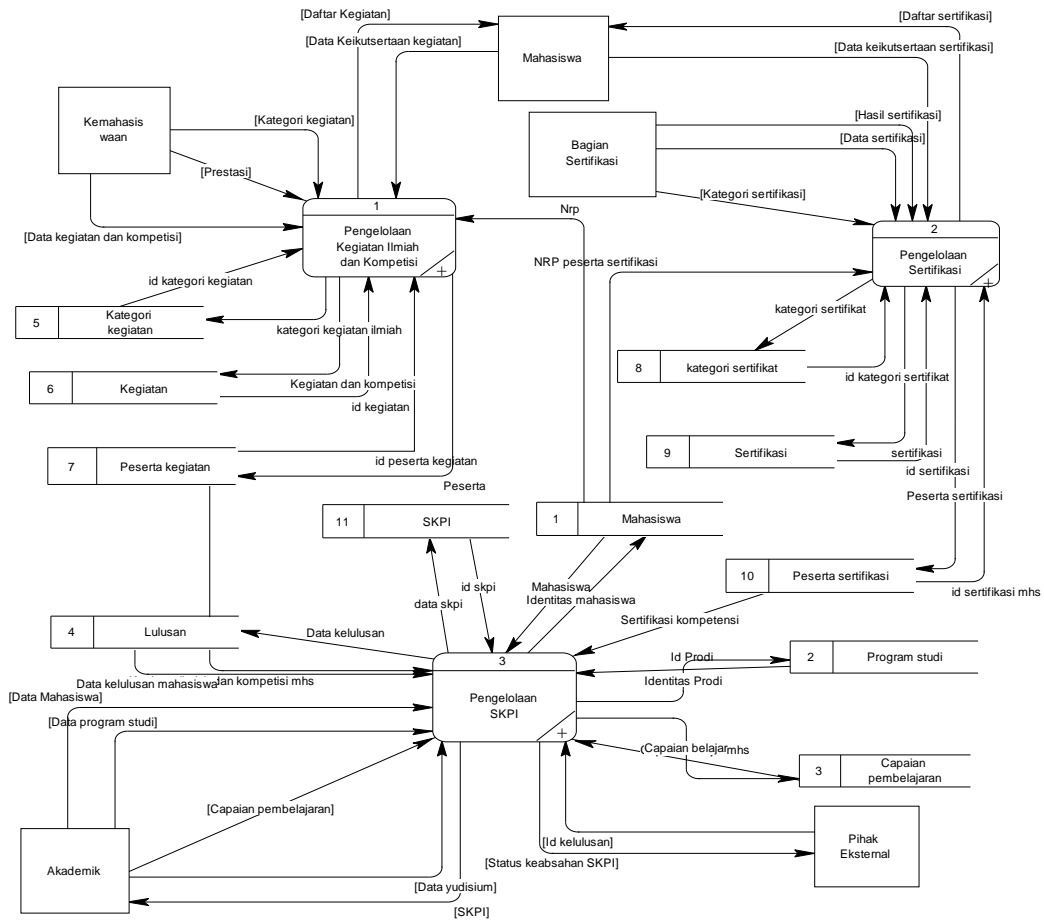 [Daftar Kegiatan]
[Daftar sertifikasi]
[Data Keikutsertaan kegiatan]
[Data keikutsertaan sertifikasi]
Mahasiswa
Kemahasis
waan
[Kategori kegiatan]
[Prestasi]
[Data kegiatan dan kompetisi]
Bagian
Sertifikasi
[Hasil sertifikasi]
[Data sertifikasi]
[Kategori sertifikasi]
1
Pengelolaan
Kegiatan Ilmiah
dan Kompetisi
+
Nrp
NRP peserta sertifikasi
2
Pengelolaan
Sertifikasi
+
id kategori kegiatan
5
Kategori
kegiatan
kategori kegiatan ilmiah
kategori sertifikat
8
kategori sertifikat
id kategori sertifikat
6
Kegiatan
Kegiatan dan kompetisi
id kegiatan
7
Peserta kegiatan
id peserta kegiatan
Peserta
9
Sertifikasi
sertifikasi
id sertifikasi
Peserta sertifikasi
11
SKPI
1
Mahasiswa
10
Peserta sertifikasi
id sertifikasi mhs
id skpi
data skpi
Mahasiswa
Identitas mahasiswa
Sertifikasi kompetensi
4
Lulusan
Data kelulusan
3
Pengelolaan
SKPI
+
Id Prodi
Identitas Prodi
2
Program studi
Data kelulusan mahasiswa
dan kompetisi mhs
[Data Mahasiswa]
[Data program studi]
Capaian belajar
mhs
3
Capaian
pembelajaran
[Capaian pembelajaran]
Akademik
[Id kelulusan]
[Status keabsahan SKPI]
Pihak
Eksternal
[Data yudisium]
[SKPI]